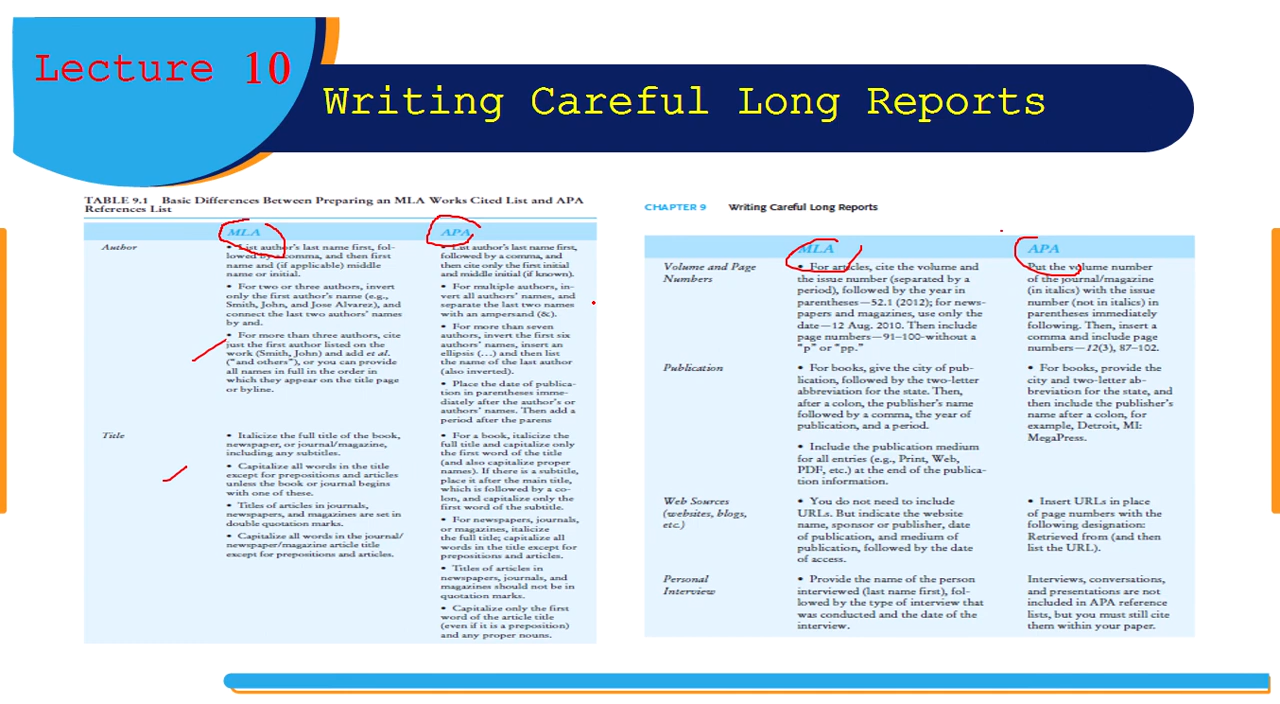 Lecture 10
Writing Careful Long Reports
TABLE 9.1 Basic Differences Between Preparing an MLA Works Cited List and APA
References List
MLA
APA
Author
• List author's last name first, fol-
lowed by a comma, and then first
name and (if applicable) middle
name or initial.
• For two or three authors, invert
only the first author's name (e.g.,
Smith, John, and Jose Alvarez), and
connect the last two authors' names
by and.
• For more than three authors, cite
just the first author listed on the
work (Smith, John) and add et al.
("and others"), or you can provide
all names in full in the order in
which they appear on the title page
or byline.
• List author's last name first,
followed by a comma, and
then cite only the first initial
and middle initial (if known).
• For multiple authors, in-
vert all authors' names, and
separate the last two names
with an ampersand (&).
• For more than seven
authors, invert the first six
authors' names, insert an
ellipsis (...) and then list
the name of the last author
(also inverted).
• Place the date of publica-
tion in parentheses imme-
diately after the author's or
authors' names. Then add a
period after the parens
Title
• Italicize the full title of the book,
newspaper, or journal/magazine,
including any subtitles.
• Capitalize all words in the title
except for prepositions and articles
unless the book or journal begins
with one of these.
• Titles of articles in journals,
newspapers, and magazines are set in
double quotation marks.
• Capitalize all words in the journal/
newspaper/magazine article title
except for prepositions and articles.
• For a book, italicize the
full title and capitalize only
the first word of the title
(and also capitalize proper
names). If there is a subtitle,
place it after the main title,
which is followed by a co-
lon, and capitalize only the
first word of the subtitle.
• For newspapers, journals,
or magazines, italicize
the full title; capitalize all
words in the title except for
prepositions and articles.
• Titles of articles in
newspapers, journals, and
magazines should not be in
quotation marks.
• Capitalize only the first
word of the article title
(even if it is a preposition)
and any proper nouns.
CHAPTER 9 Writing Careful Long Reports
MLA
APA
Volume and Page
Numbers
• For articles, cite the volume and
the issue number (separated by a
period), followed by the year in
parentheses—52.1 (2012); for news-
papers and magazines, use only the
date—12 Aug. 2010. Then include
page numbers—91–100–without a
"p" or "pp."
Put the volume number
of the journal/magazine
(in italics) with the issue
number (not in italics) in
parentheses immediately
following. Then, insert a
comma and include page
numbers—12(3), 87–102.
Publication
• For books, give the city of pub-
lication, followed by the two-letter
abbreviation for the state. Then,
after a colon, the publisher's name
followed by a comma, the year of
publication, and a period.
• Include the publication medium
for all entries (e.g., Print, Web,
PDF, etc.) at the end of the publica-
tion information.
• For books, provide the
city and two-letter ab-
breviation for the state, and
then include the publisher's
name after a colon, for
example, Detroit, MI:
MegaPress.
Web Sources
(websites, blogs,
etc.)
• You do not need to include
URLs. But indicate the website
name, sponsor or publisher, date
of publication, and medium of
publication, followed by the date
of access.
• Insert URLs in place
of page numbers with the
following designation:
Retrieved from (and then
list the URL).
Personal
Interview
• Provide the name of the person
interviewed (last name first), fol-
lowed by the type of interview that
was conducted and the date of the
interview.
Interviews, conversations,
and presentations are not
included in APA reference
lists, but you must still cite
them within your paper.